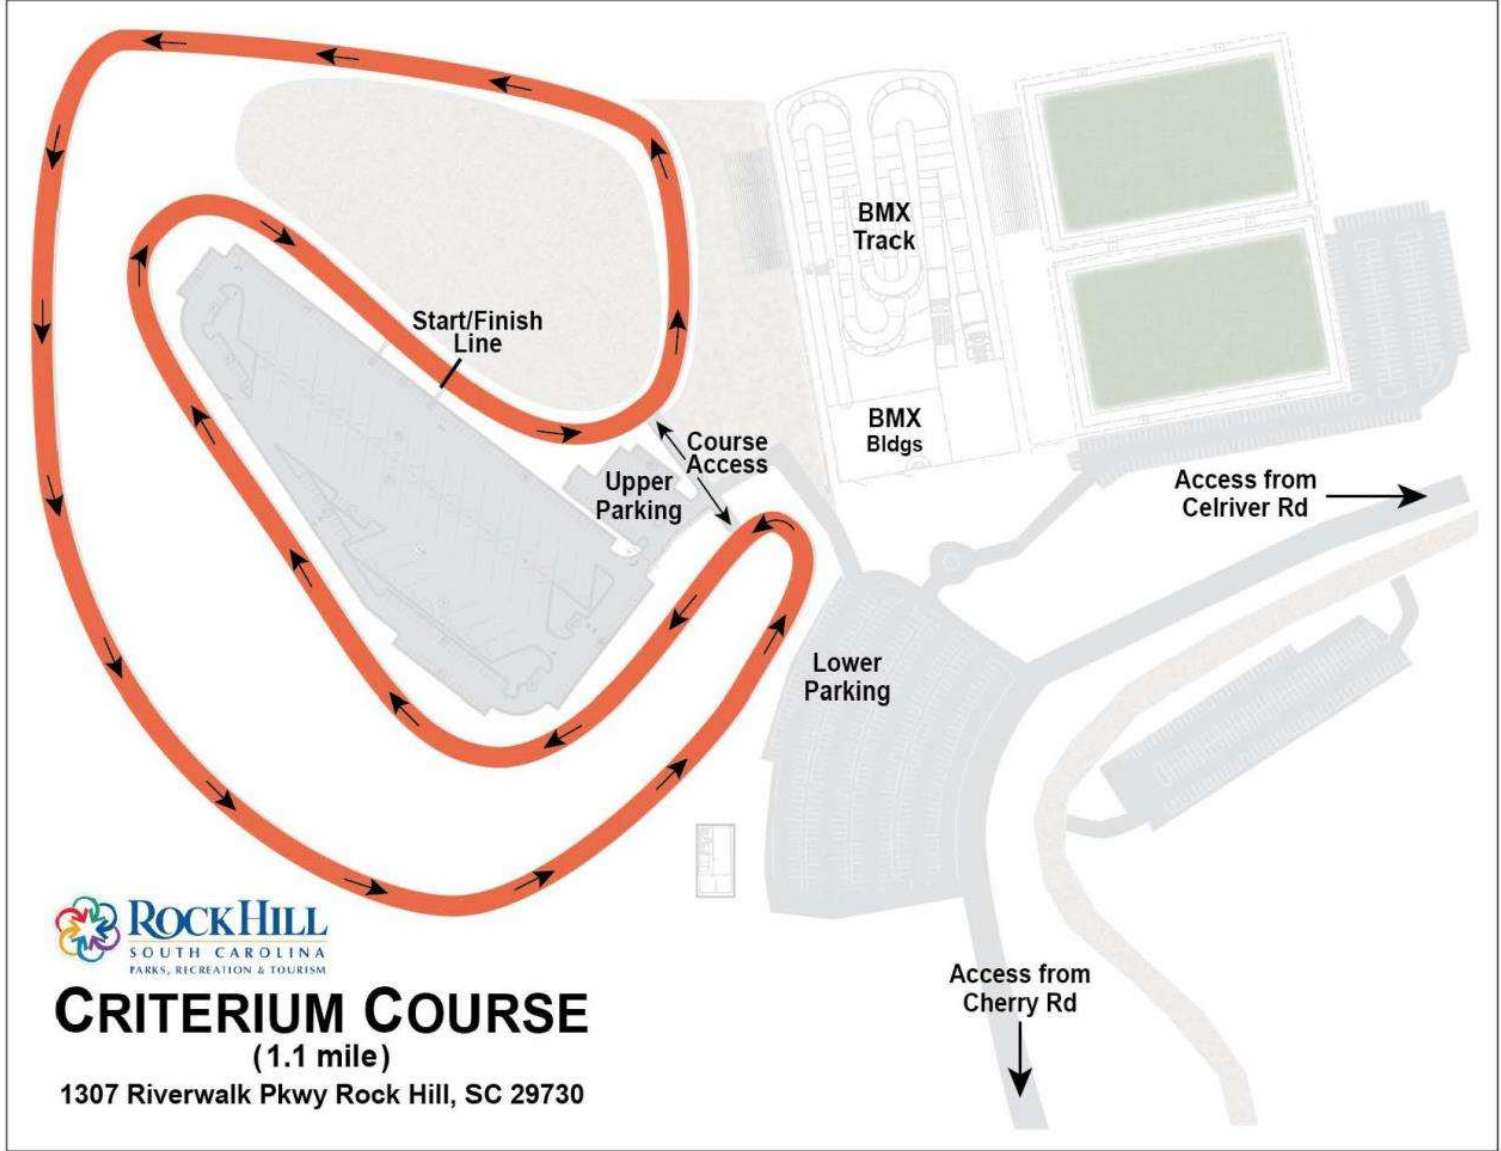 BMX
Track
Start/Finish
Line
BMX
Bldgs
Course
Access
Upper
Parking
Access from
Celriver Rd
Lower
Parking
ROCK HILL
SOUTH CAROLINA
PARKS, RECREATION & TOURISM
Access from
Cherry Rd
CRITERIUM COURSE
(1.1 mile)
1307 Riverwalk Pkwy Rock Hill, SC 29730